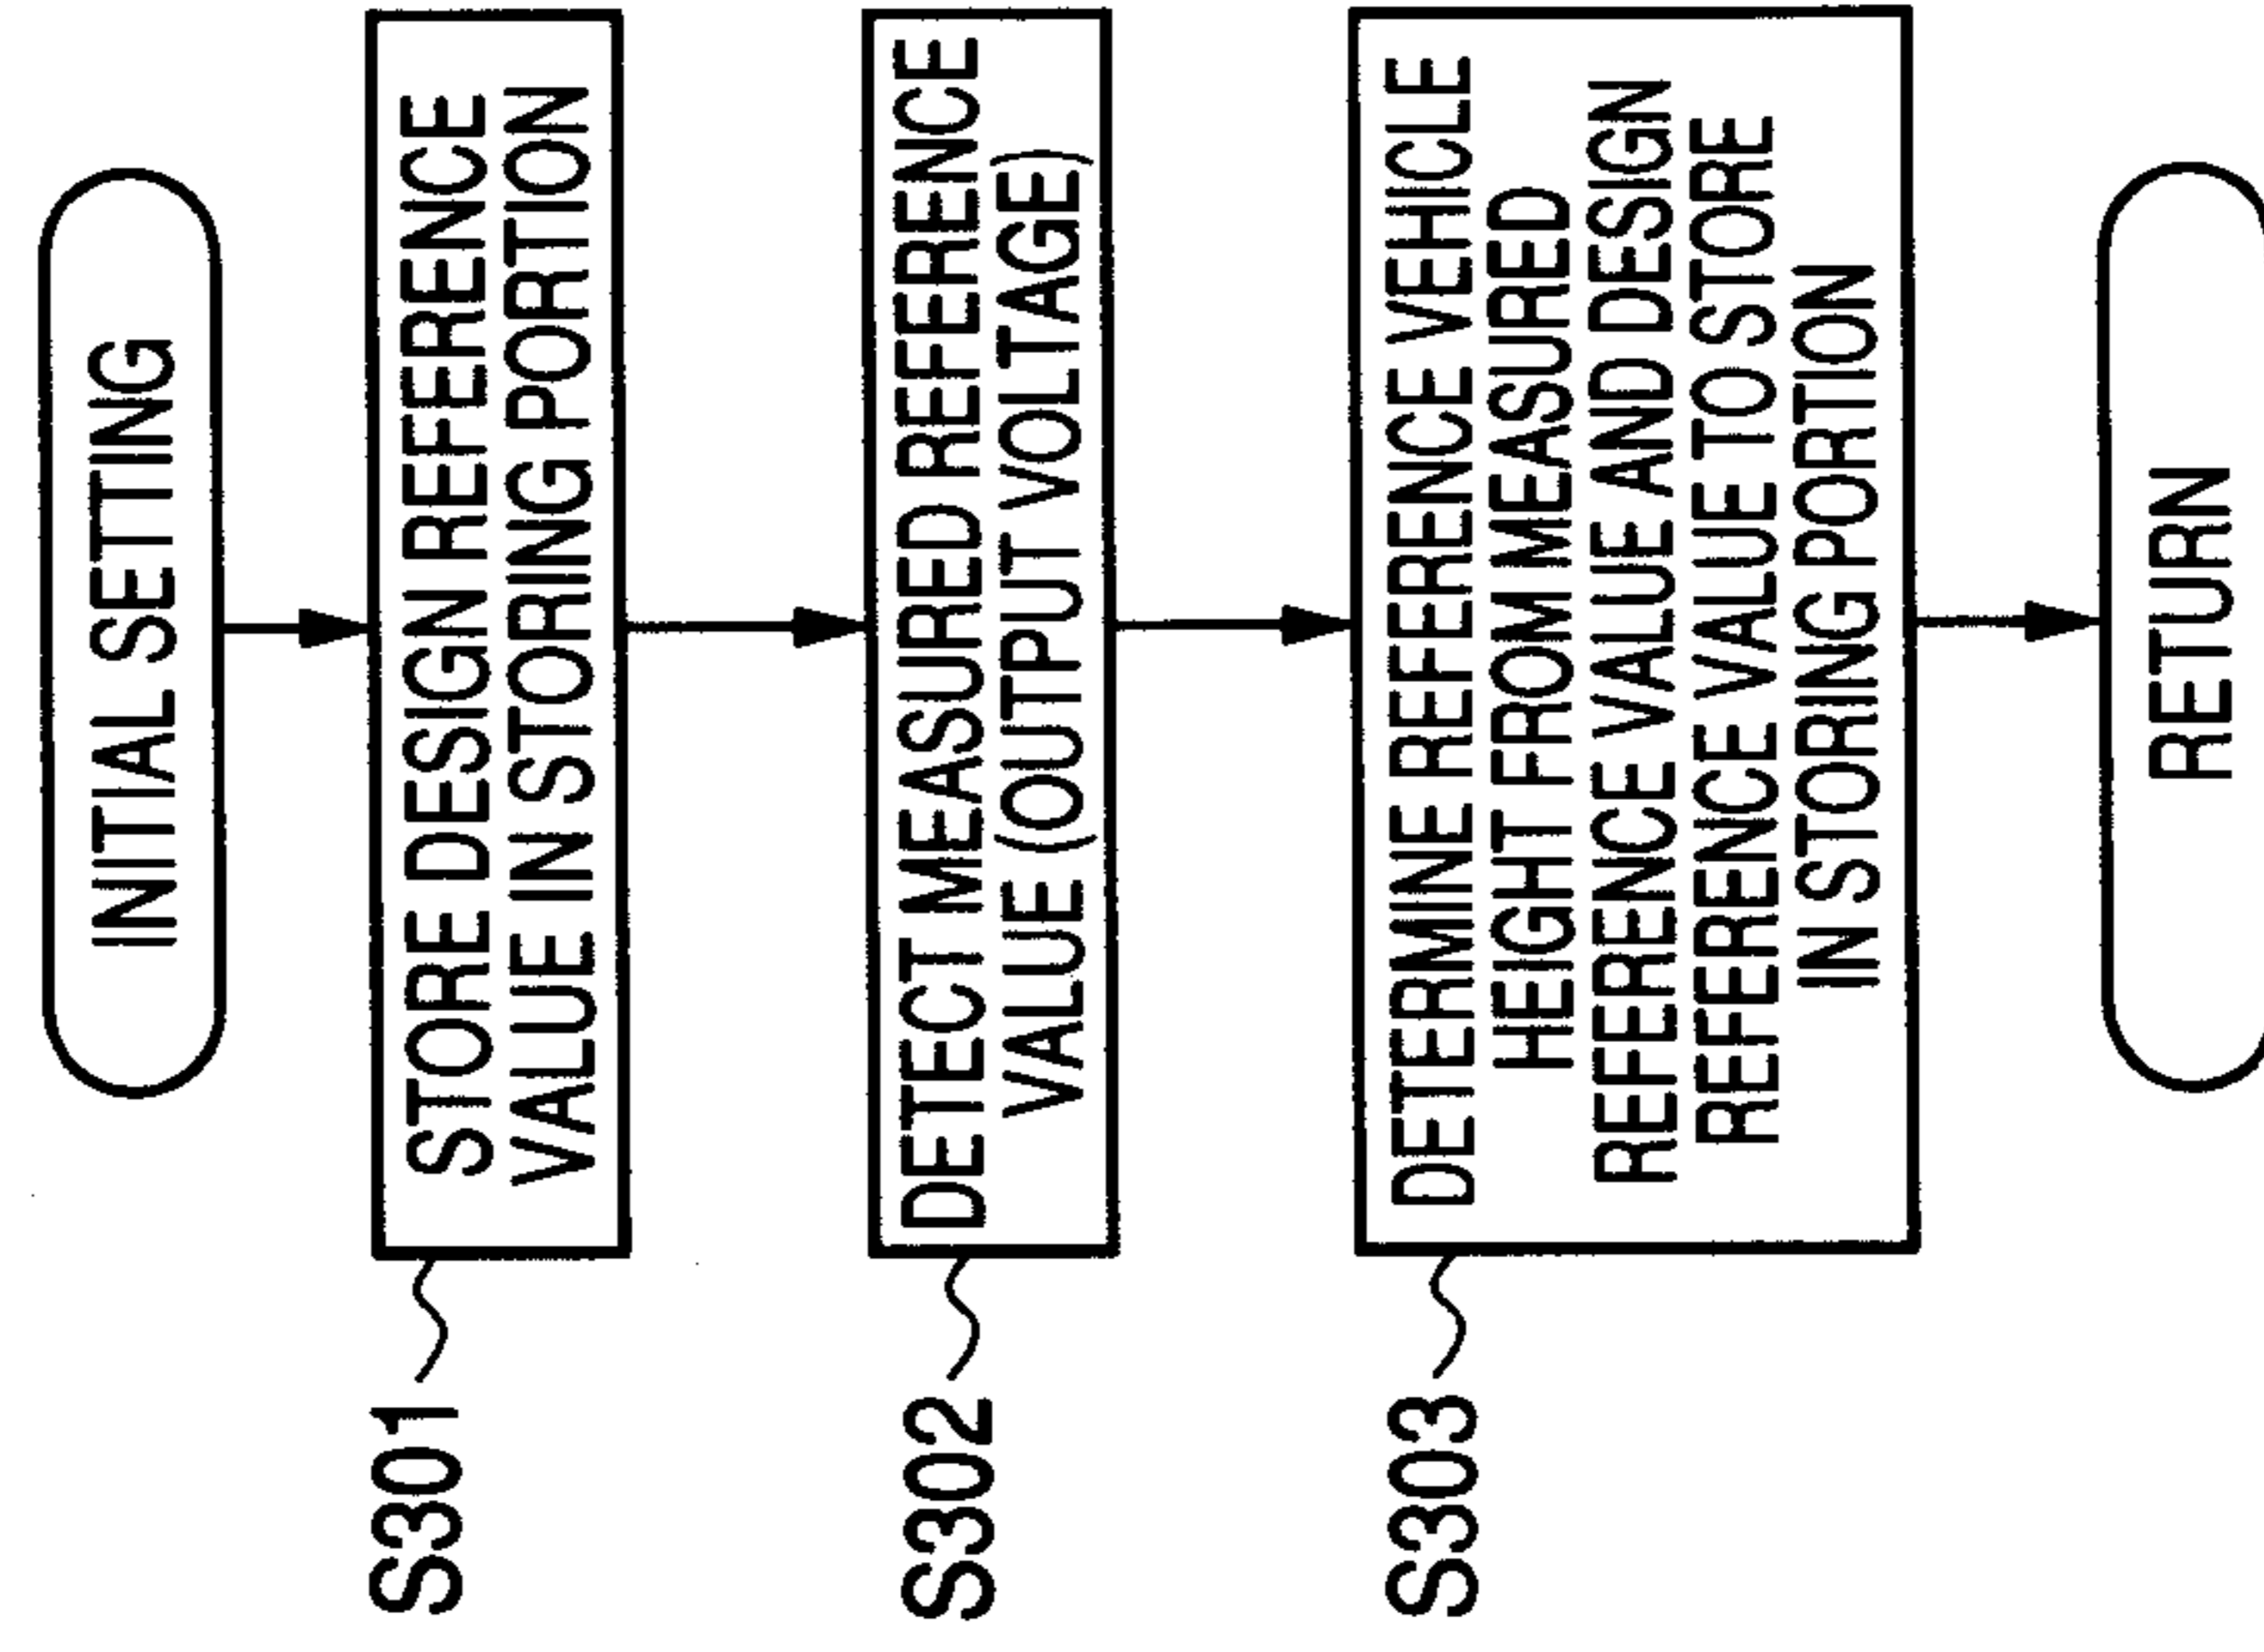 INITIAL SETTING
S301
STORE DESIGN REFERENCE
VALUE IN STORING PORTION
S302
DETECT MEASURED REFERENCE
VALUE (OUTPUT VOLTAGE)
S303
DETERMINE REFERENCE VEHICLE
HEIGHT FROM MEASURED
REFERENCE VALUE AND DESIGN
REFERENCE VALUE TO STORE
IN STORING PORTION
RETURN